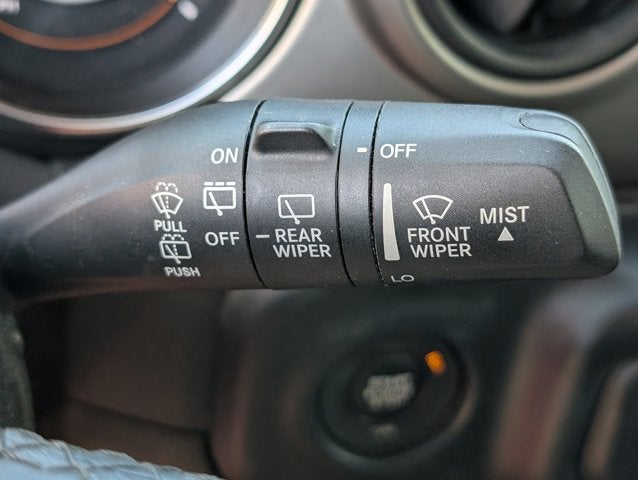 ON
OFF
PULL
OFF
REAR
WIPER
PUSH
FRONT
WIPER
MIST
LO